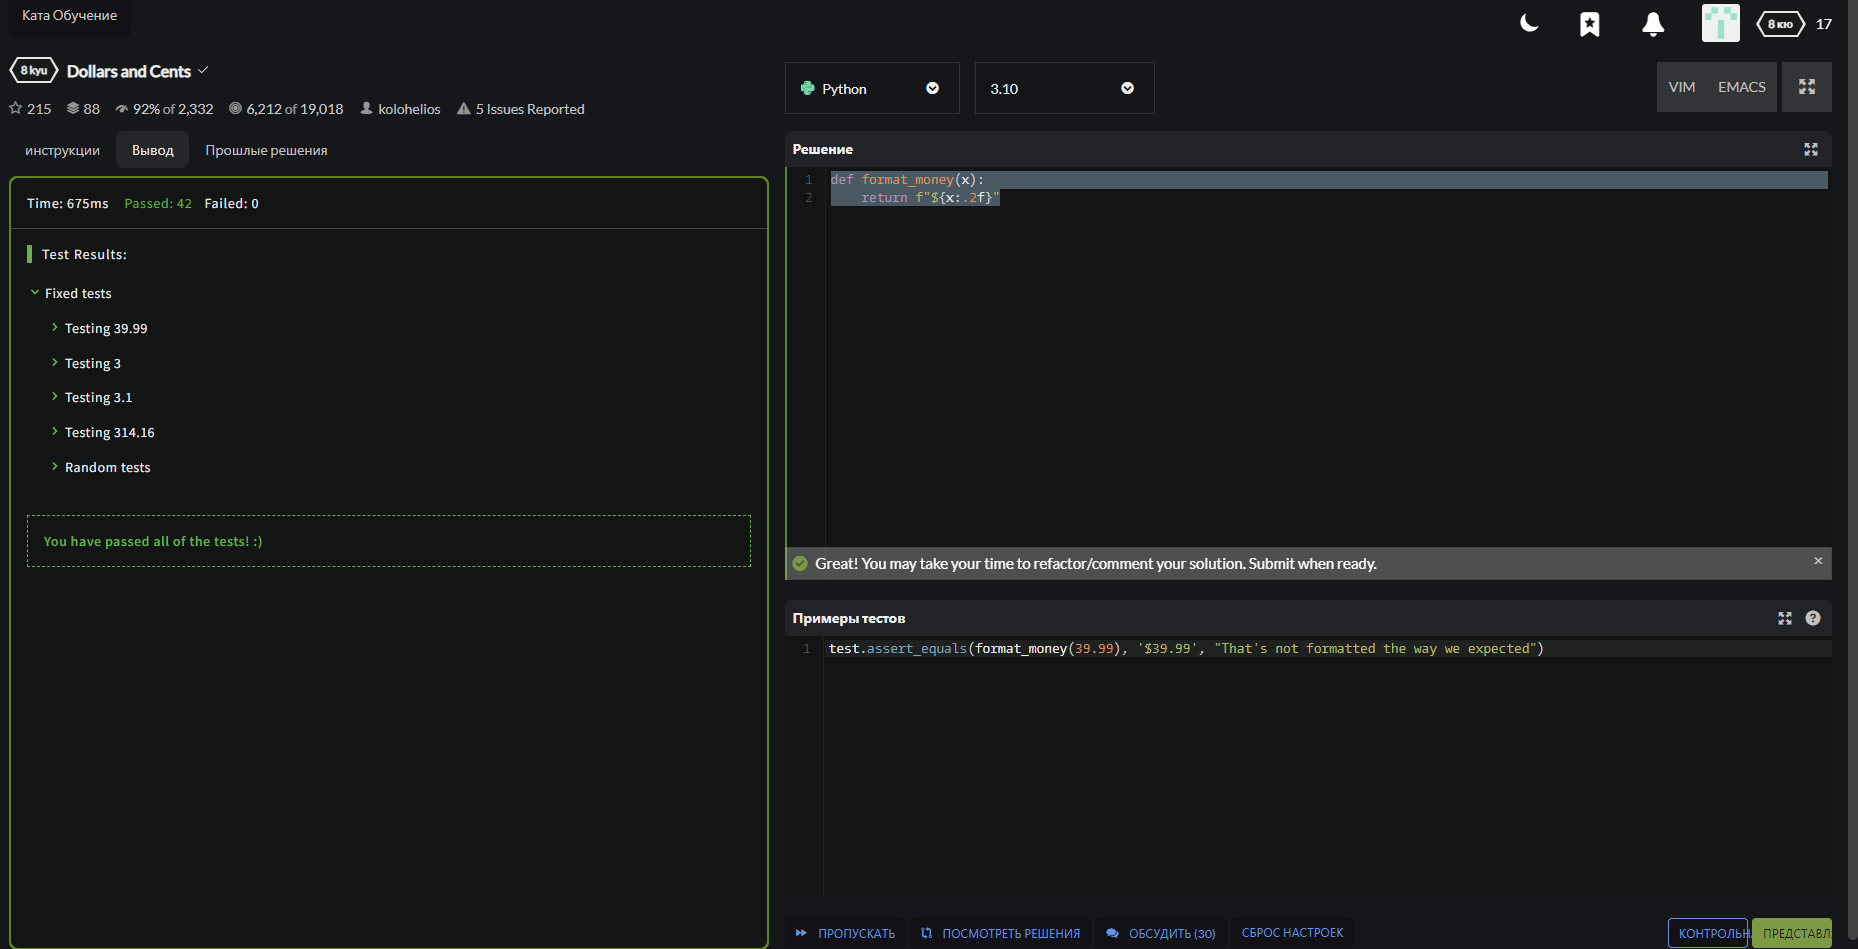 Ката Обучение
8 кю 17
8 kyu Dollars and Cents
215 88 92% of 2,332 6,212 of 19,018 kolohelios 5 Issues Reported
инструкции Вывод Прошлые решения
Time: 675ms Passed: 42 Failed: 0
Test Results:
Fixed tests
Testing 39.99
Testing 3
Testing 3.1
Testing 314.16
Random tests
You have passed all of the tests! :)
Python 3.10 VIM EMACS
Решение
1 def format_money(x):
2     return f"${x:.2f}"
Great! You may take your time to refactor/comment your solution. Submit when ready. ×
Примеры тестов ?
1 test.assert_equals(format_money(39.99), '$39.99', "That's not formatted the way we expected")
ПРОПУСКАТЬ ПОСМОТРЕТЬ РЕШЕНИЯ ОБСУДИТЬ (30) СБРОС НАСТРОЕК КОНТРОЛЬН ПРЕДСТАВЛ